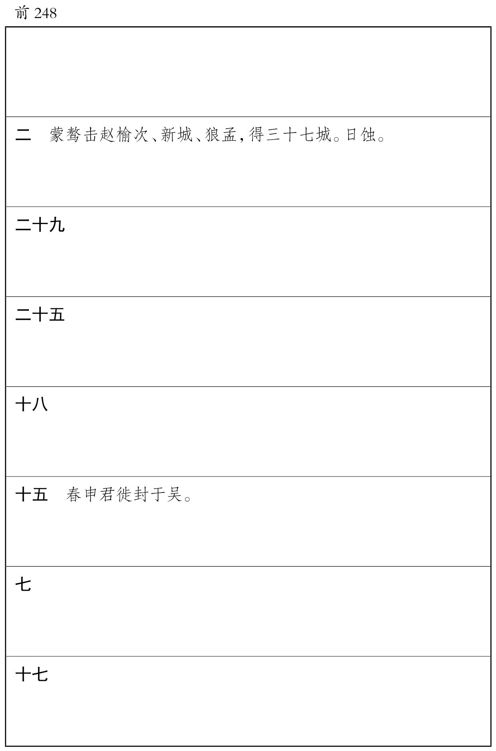 前 248
二　蒙骜击赵榆次、新城、狼孟，得三十七城。日蚀。
二十九
二十五
十八
十五　春申君徙封于吴。
七
十七